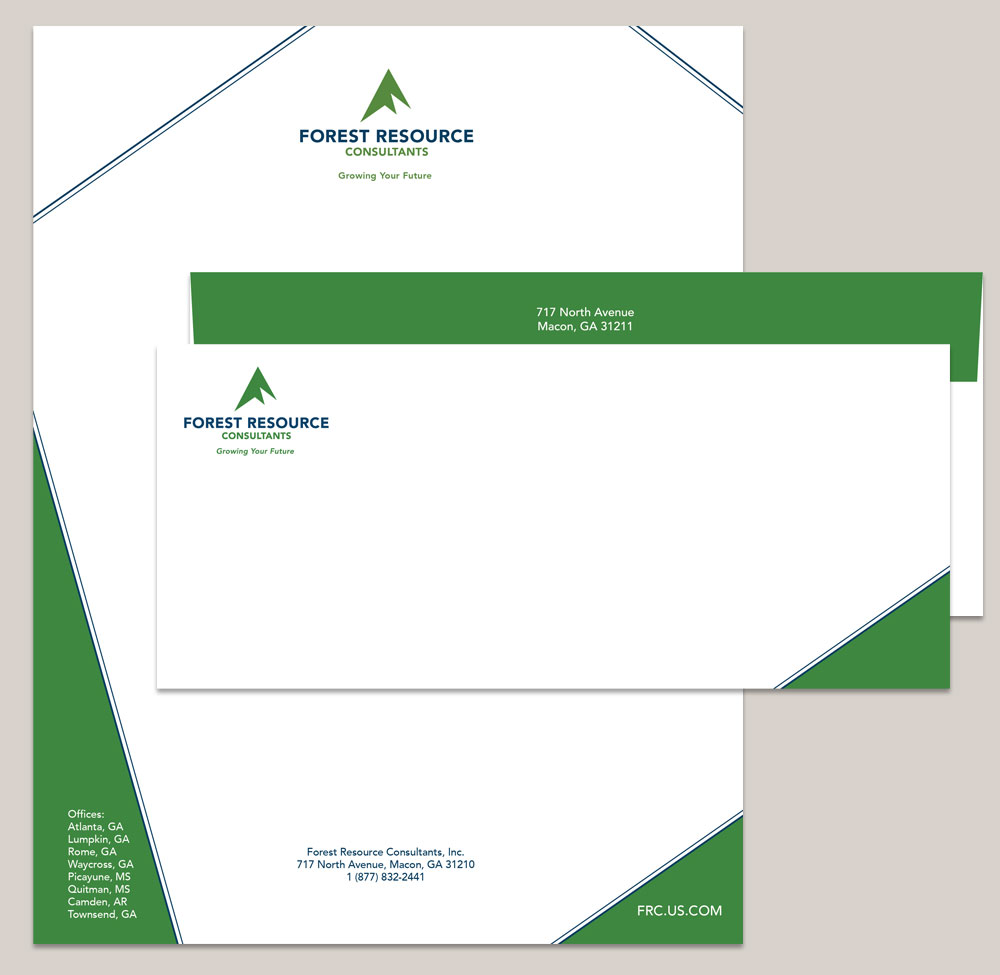 FOREST RESOURCE
CONSULTANTS
Growing Your Future
717 North Avenue
Macon, GA 31211
FOREST RESOURCE
CONSULTANTS
Growing Your Future
Offices:
Atlanta, GA
Lumpkin, GA
Rome, GA
Waycross, GA
Picayune, MS
Quitman, MS
Camden, AR
Townsend, GA
Forest Resource Consultants, Inc.
717 North Avenue, Macon, GA 31210
1 (877) 832-2441
FRC.US.COM